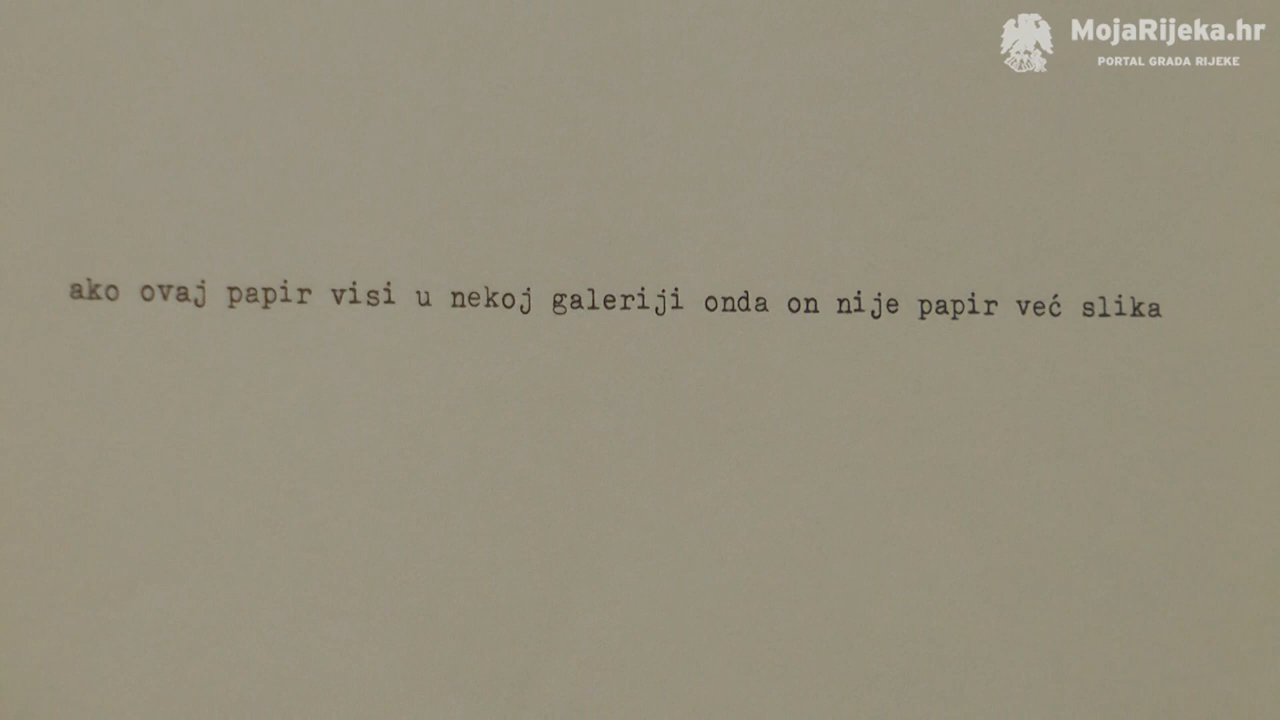 MojaRijeka.hr
PORTAL GRADA RIJEKE
ako ovaj papir visi u nekoj galeriji onda on nije papir već slika